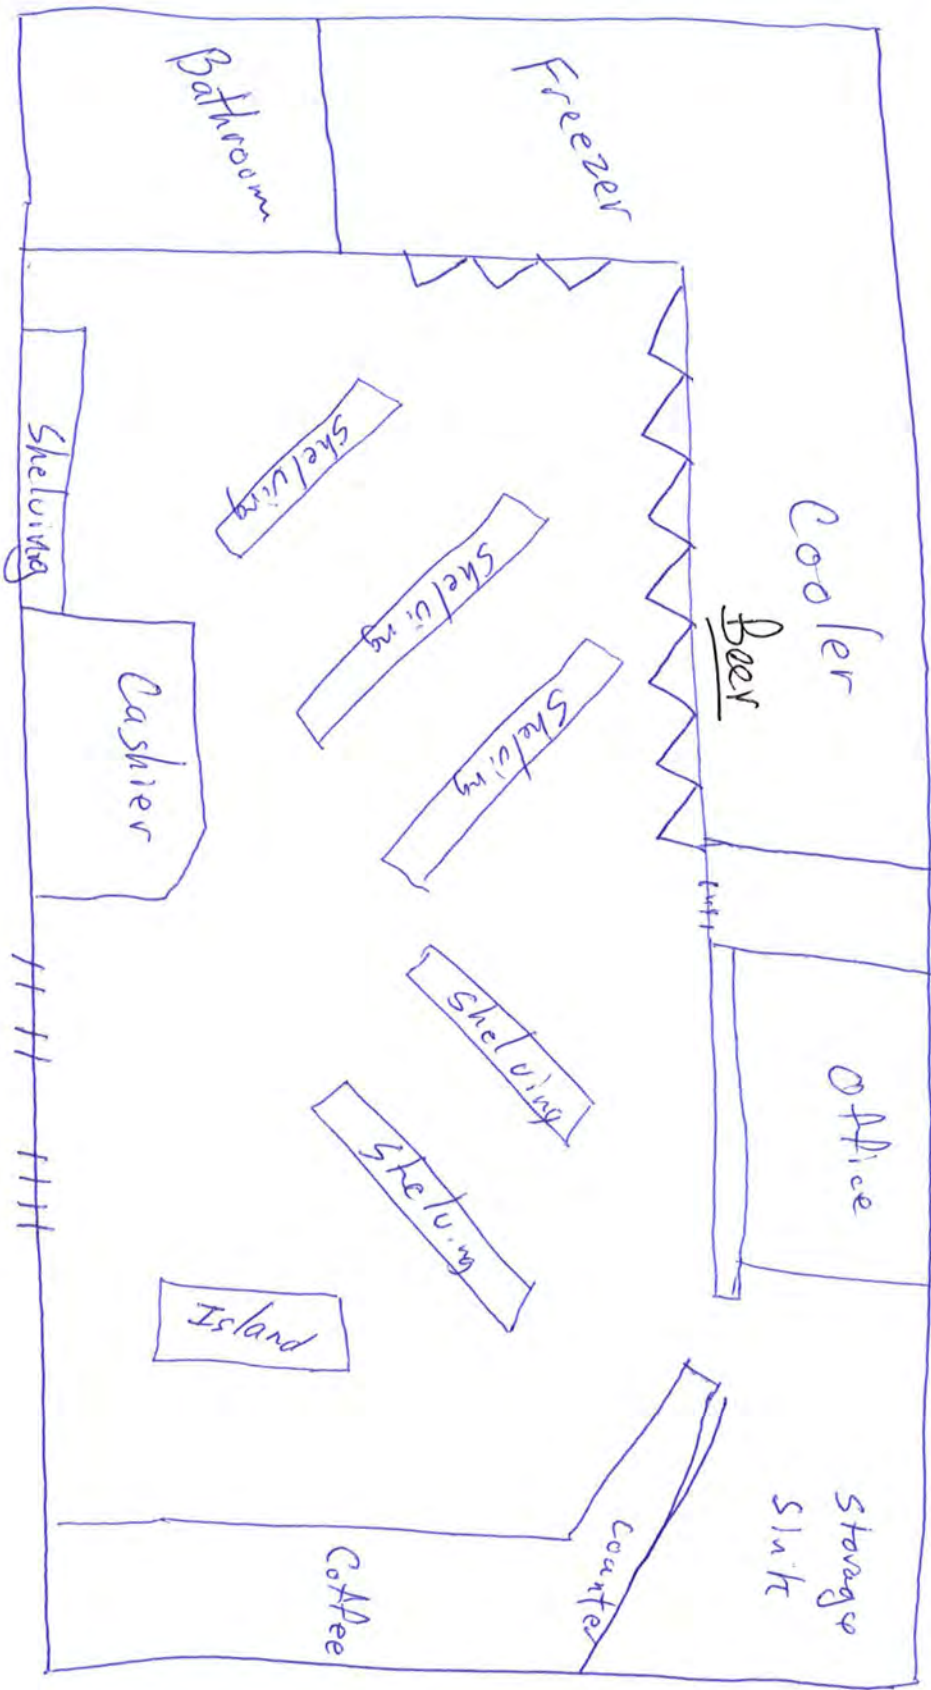 Bathroom
Freezer
Cooler
Beer
Shelving
Shelving
Shelving
Shelving
Cashier
Shelving
Shelving
Office
Island
Storage
Sink
Counter
Coffee